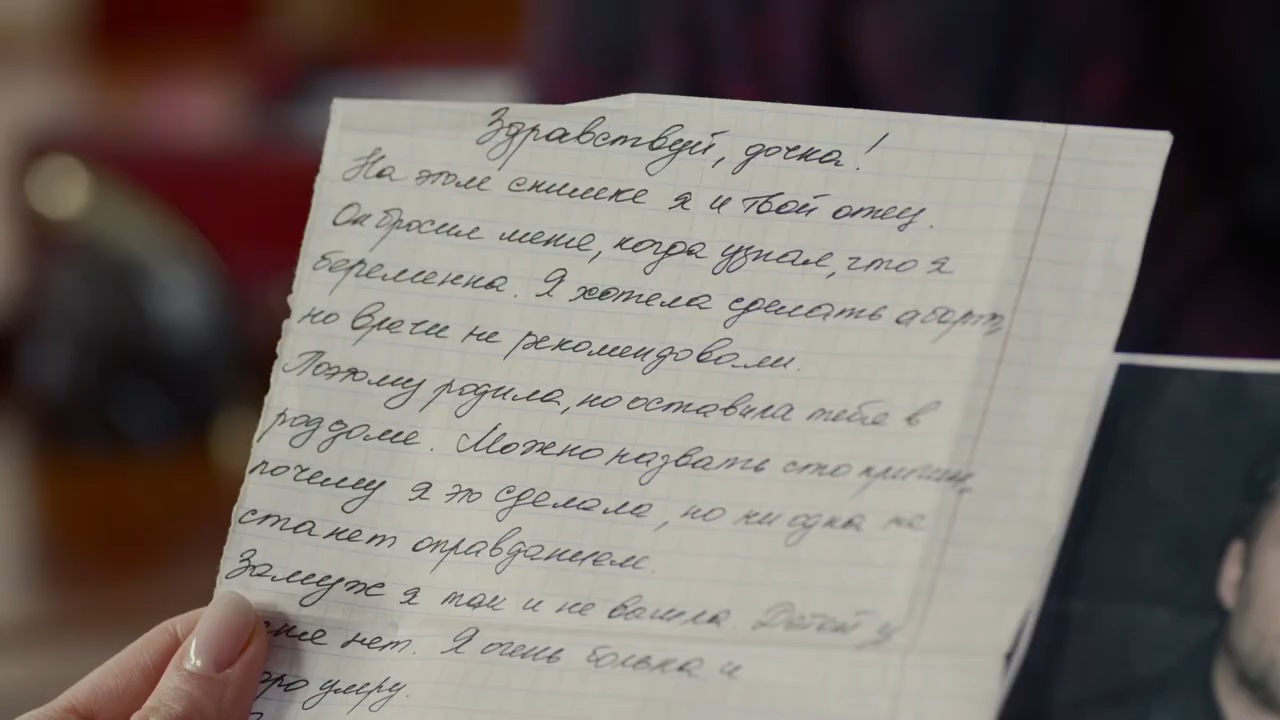 Здравствуй, дочка!
На этом снимке я и твой отец.
Он бросил меня, когда узнал, что я
беременна. Я хотела сделать аборт,
но врачи не рекомендовали.
Поэтому родила, но оставила тебя в
роддоме. Можно назвать сто причин,
почему я это сделала, но ни одна не
станет оправданием.
Замуж я так и не вышла. Детей у
нет. Я очень больна и
умру.